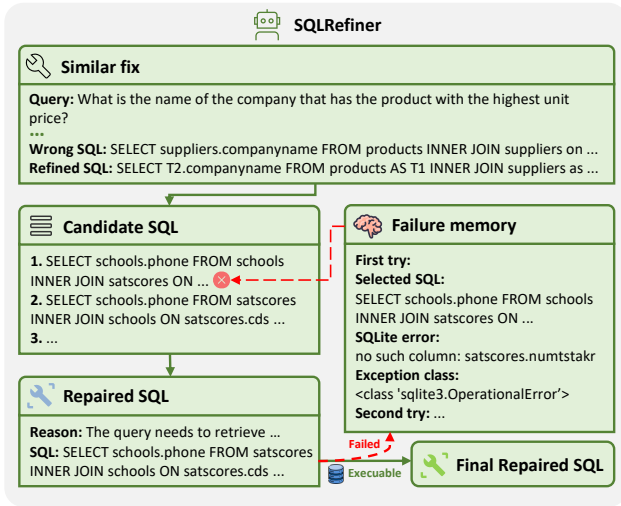 SQLRefiner
Similar fix
Query: What is the name of the company that has the product with the highest unit
price?
...
Wrong SQL: SELECT suppliers.companyname FROM products INNER JOIN suppliers on ...
Refined SQL: SELECT T2.companyname FROM products AS T1 INNER JOIN suppliers as ...
Candidate SQL
1. SELECT schools.phone FROM schools
INNER JOIN satscores ON ...
2. SELECT schools.phone FROM satscores
INNER JOIN schools ON satscores.cds ...
3. ...
Failure memory
First try:
Selected SQL:
SELECT schools.phone FROM schools
INNER JOIN satscores ON ...
SQLite error:
no such column: satscores.numtstakr
Exception class:
<class 'sqlite3.OperationalError'>
Second try: ...
Repaired SQL
Reason: The query needs to retrieve ...
SQL: SELECT schools.phone FROM satscores
INNER JOIN schools ON satscores.cds ...
Failed
Execuable
Final Repaired SQL